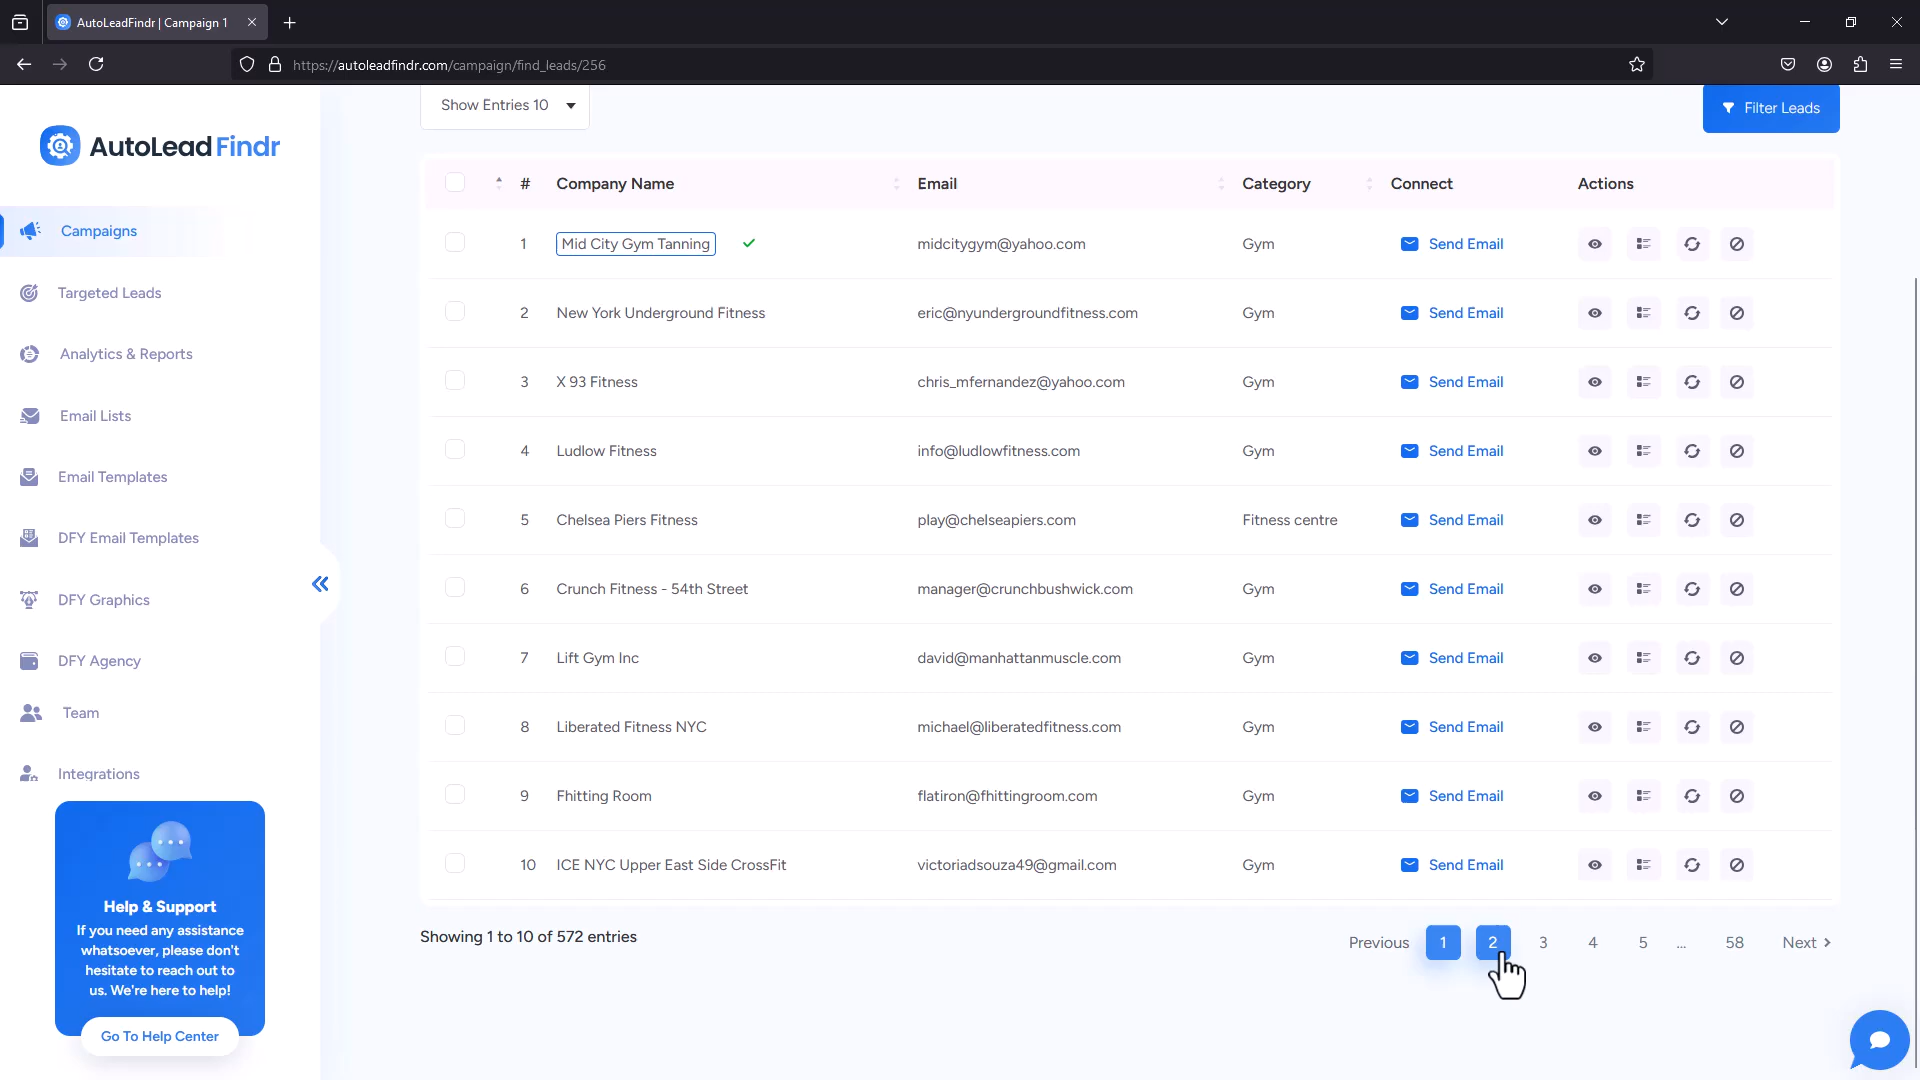 AutoLeadFindr | Campaign 1
https://autoleadfindr.com/campaign/find_leads/256
AutoLeadFindr
Campaigns
Targeted Leads
Analytics & Reports
Email Lists
Email Templates
DFY Email Templates
DFY Graphics
DFY Agency
Team
Integrations
Help & Support
If you need any assistance
whatsoever, please don't
hesitate to reach out to
us. We're here to help!
Go To Help Center
Show Entries 10
Filter Leads
# Company Name Email Category Connect Actions
1 Mid City Gym Tanning midcitygym@yahoo.com Gym Send Email
2 New York Underground Fitness eric@nyundergroundfitness.com Gym Send Email
3 X 93 Fitness chris_mfernandez@yahoo.com Gym Send Email
4 Ludlow Fitness info@ludlowfitness.com Gym Send Email
5 Chelsea Piers Fitness play@chelseapiers.com Fitness centre Send Email
6 Crunch Fitness - 54th Street manager@crunchbushwick.com Gym Send Email
7 Lift Gym Inc david@manhattanmuscle.com Gym Send Email
8 Liberated Fitness NYC michael@liberatedfitness.com Gym Send Email
9 Fhitting Room flatiron@fhittingroom.com Gym Send Email
10 ICE NYC Upper East Side CrossFit victoriadsouza49@gmail.com Gym Send Email
Showing 1 to 10 of 572 entries
Previous 1 2 3 4 5 ... 58 Next